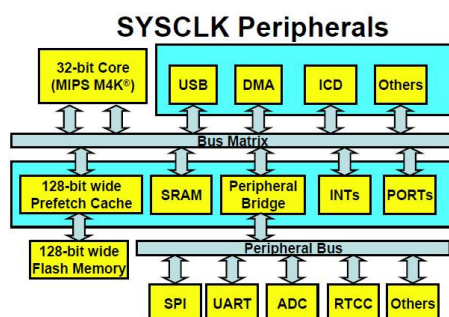 SYSCLK Peripherals
32-bit Core
(MIPS M4K®)
USB
DMA
ICD
Others
Bus Matrix
128-bit wide
Prefetch Cache
SRAM
Peripheral
Bridge
INTs
PORTs
128-bit wide
Flash Memory
Peripheral Bus
SPI
UART
ADC
RTCC
Others